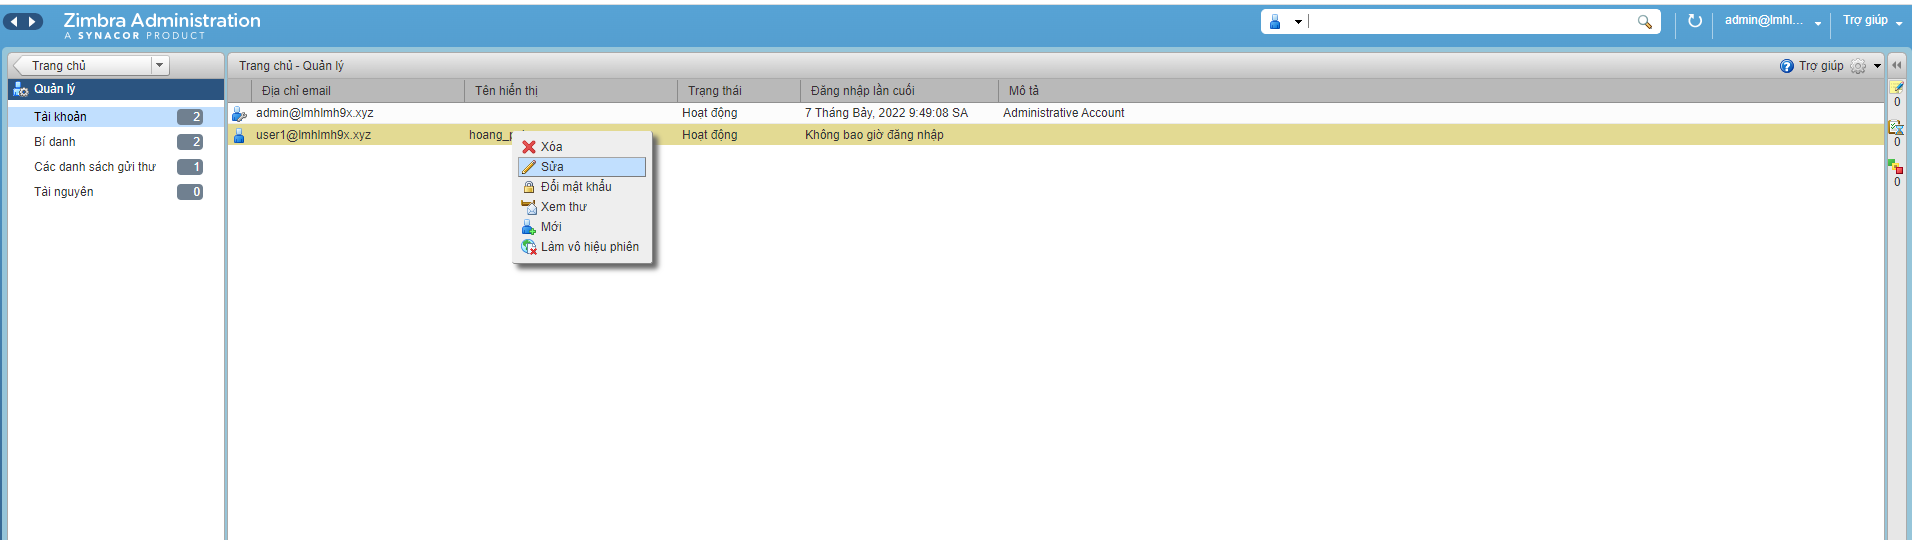 Zimbra Administration
A SYNACOR PRODUCT
admin@lmhl...
Trợ giúp
Trang chủ
Trang chủ - Quản lý
Trợ giúp
Quản lý
Địa chỉ email
Tên hiển thị
Trạng thái
Đăng nhập lần cuối
Mô tả
Tài khoản 2
Bí danh 2
Các danh sách gửi thư 1
Tài nguyên 0
admin@lmhlmh9x.xyz Hoạt động 7 Tháng Bảy, 2022 9:49:08 SA Administrative Account
user1@lmhlmh9x.xyz Hoạt động Không bao giờ đăng nhập
Xóa
Sửa
Đổi mật khẩu
Xem thư
Mới
Làm vô hiệu phiên
0
0
0